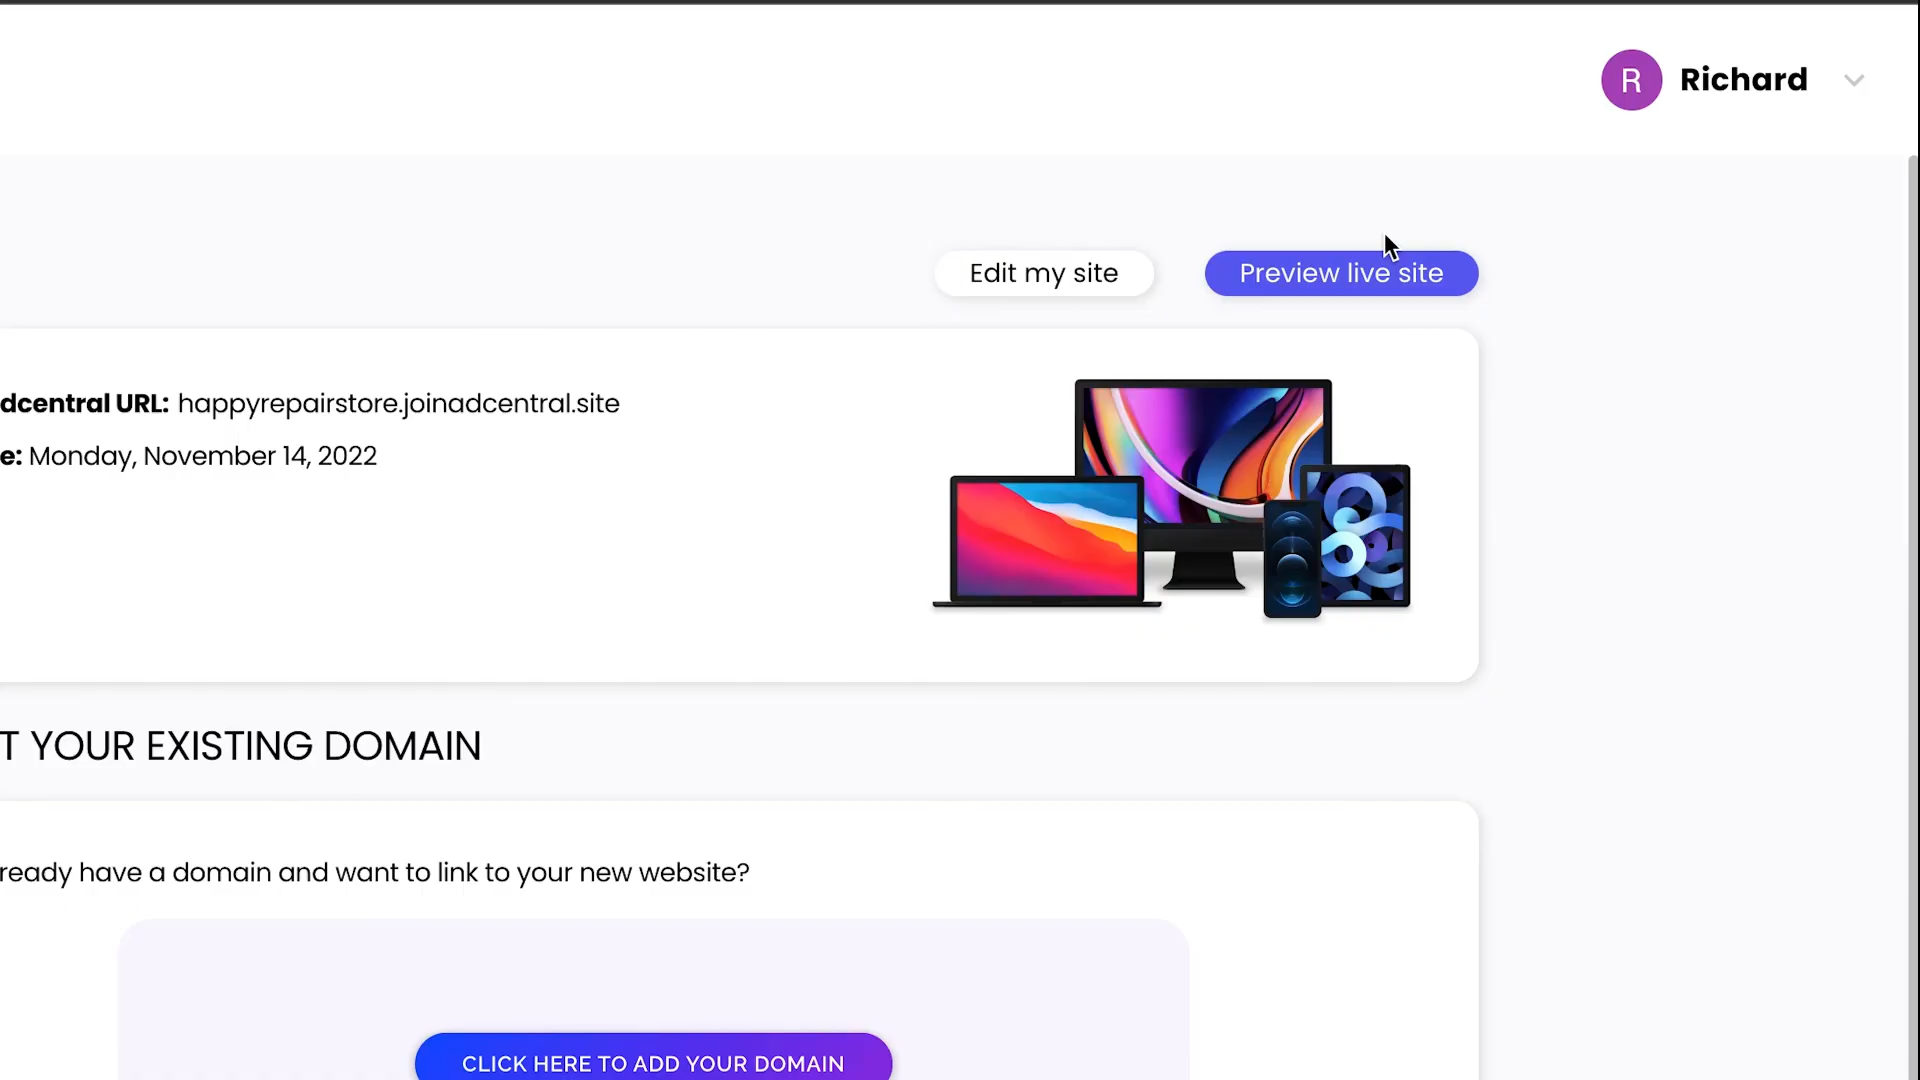 R Richard
Edit my site Preview live site
dcentral URL: happyrepairstore.joinadcentral.site
e: Monday, November 14, 2022
T YOUR EXISTING DOMAIN
ready have a domain and want to link to your new website?
CLICK HERE TO ADD YOUR DOMAIN